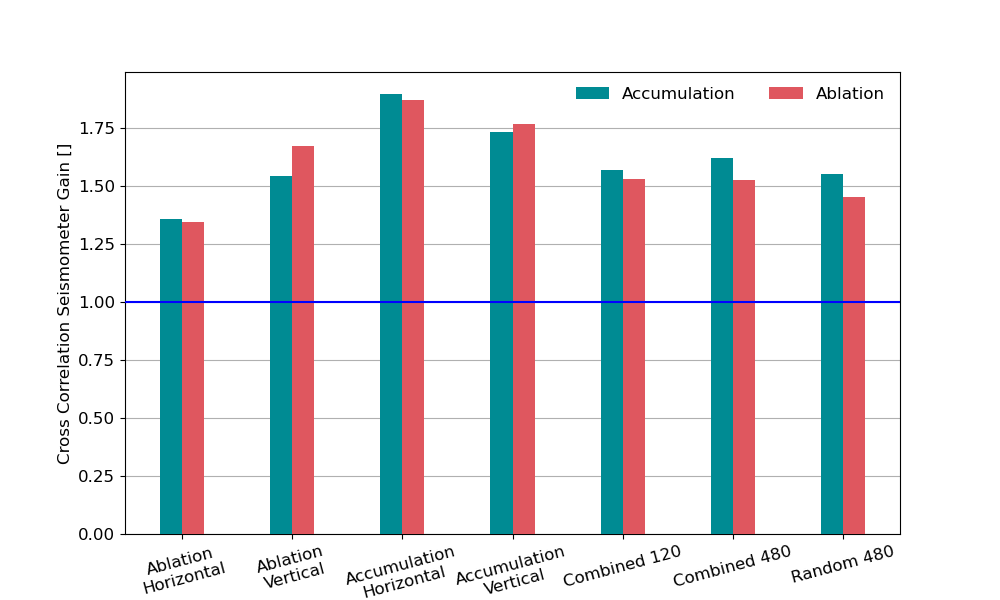 Accumulation
Ablation
Cross Correlation Seismometer Gain []
1.75
1.50
1.25
1.00
0.75
0.50
0.25
0.00
Ablation
Horizontal
Ablation
Vertical
Accumulation
Horizontal
Accumulation
Vertical
Combined 120
Combined 480
Random 480